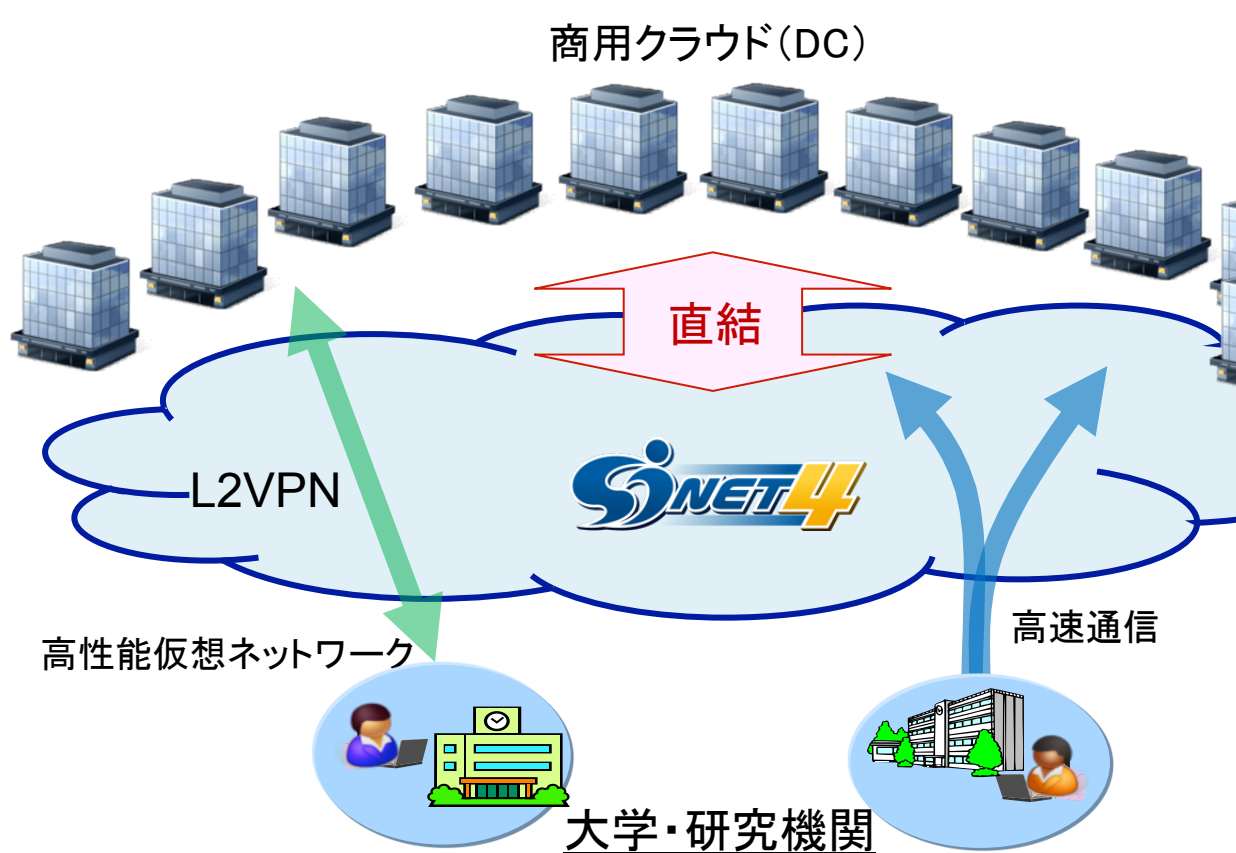 商用クラウド(DC)
直結
L2VPN
SINET4
高速通信
高性能仮想ネットワーク
大学・研究機関